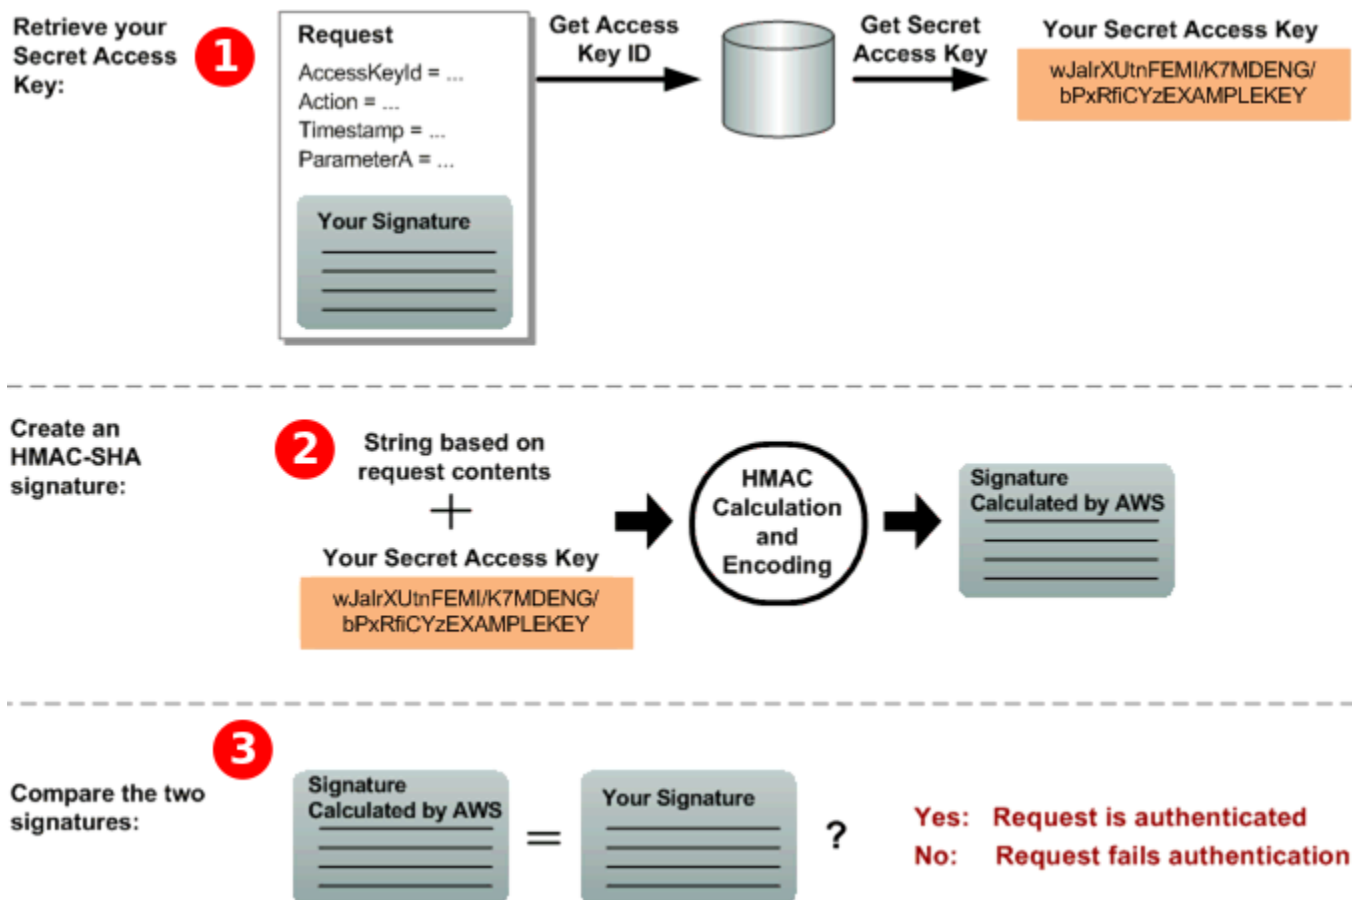 Retrieve your
Secret Access
Key:
1
Request
AccessKeyId = ...
Action = ...
Timestamp = ...
ParameterA = ...
Your Signature
Get Access
Key ID
Get Secret
Access Key
Your Secret Access Key
wJalrXUtnFEMI/K7MDENG/
bPxRfiCYzEXAMPLEKEY
Create an
HMAC-SHA
signature:
2
String based on
request contents
+
Your Secret Access Key
wJalrXUtnFEMI/K7MDENG/
bPxRfiCYzEXAMPLEKEY
HMAC
Calculation
and
Encoding
Signature
Calculated by AWS
3
Compare the two
signatures:
Signature
Calculated by AWS
=
Your Signature
?
Yes: Request is authenticated
No: Request fails authentication